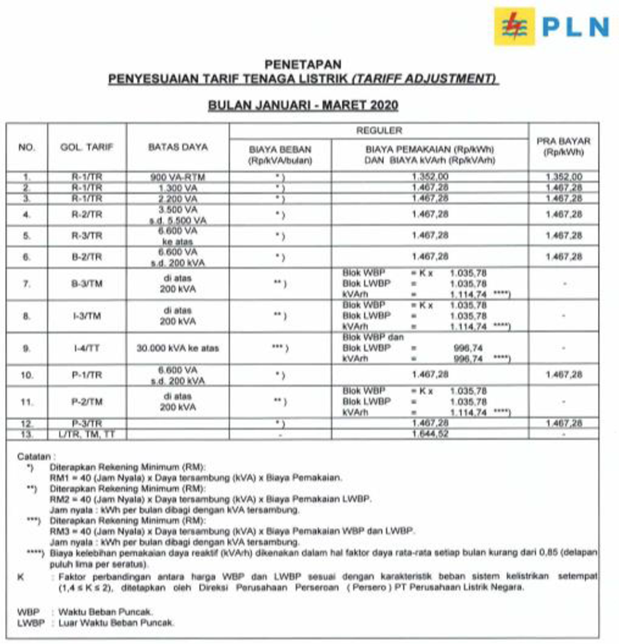 PLN
PENETAPAN
PENYESUAIAN TARIF TENAGA LISTRIK (TARIFF ADJUSTMENT)
BULAN JANUARI - MARET 2020
NO. GOL. TARIF BATAS DAYA REGULER PRA BAYAR (Rp/kWh)
BIAYA BEBAN (Rp/kVA/bulan) BIAYA PEMAKAIAN (Rp/kWh) DAN BIAYA kVArh (Rp/kVArh)
1. R-1/TR 900 VA-RTM *) 1.352,00 1.352,00
2. R-1/TR 1.300 VA *) 1.467,28 1.467,28
3. R-1/TR 2.200 VA *) 1.467,28 1.467,28
4. R-2/TR 3.500 VA s.d. 5.500 VA *) 1.467,28 1.467,28
5. R-3/TR 6.600 VA ke atas *) 1.467,28 1.467,28
6. B-2/TR 6.600 VA s.d. 200 kVA *) 1.467,28 1.467,28
7. B-3/TM di atas 200 kVA **) Blok WBP = K x 1.035,78 -
Blok LWBP = 1.035,78
kVArh = 1.114,74 ****)
8. I-3/TM di atas 200 kVA **) Blok WBP = K x 1.035,78 -
Blok LWBP = 1.035,78
kVArh = 1.114,74 ****)
9. I-4/TT 30.000 kVA ke atas ***) Blok WBP dan -
Blok LWBP = 996,74
kVArh = 996,74 ****)
10. P-1/TR 6.600 VA s.d. 200 kVA *) 1.467,28 1.467,28
11. P-2/TM di atas 200 kVA **) Blok WBP = K x 1.035,78 -
Blok LWBP = 1.035,78
kVArh = 1.114,74 ****)
12. P-3/TR *) 1.467,28 1.467,28
13. L/TR, TM, TT - 1.644,52 -
Catatan :
*) Diterapkan Rekening Minimum (RM):
RM1 = 40 (Jam Nyala) x Daya tersambung (kVA) x Biaya Pemakaian.
**) Diterapkan Rekening Minimum (RM):
RM2 = 40 (Jam Nyala) x Daya tersambung (kVA) x Biaya Pemakaian LWBP.
Jam nyala : kWh per bulan dibagi dengan kVA tersambung.
***) Diterapkan Rekening Minimum (RM):
RM3 = 40 (Jam Nyala) x Daya tersambung (kVA) x Biaya Pemakaian WBP dan LWBP.
Jam nyala : kWh per bulan dibagi dengan kVA tersambung.
****) Biaya kelebihan pemakaian daya reaktif (kVArh) dikenakan dalam hal faktor daya rata-rata setiap bulan kurang dari 0,85 (delapan
puluh lima per seratus).
K : Faktor perbandingan antara harga WBP dan LWBP sesuai dengan karakteristik beban sistem kelistrikan setempat
(1,4 ≤ K ≤ 2), ditetapkan oleh Direksi Perusahaan Perseroan ( Persero ) PT Perusahaan Listrik Negara.
WBP : Waktu Beban Puncak.
LWBP : Luar Waktu Beban Puncak.